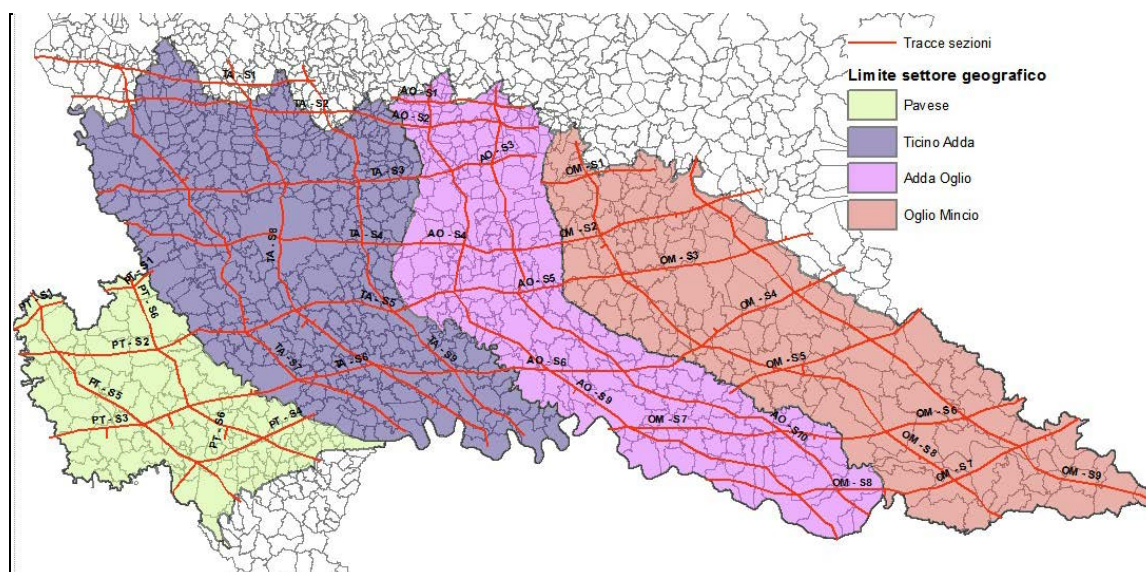 Tracce sezioni
Limite settore geografico
Pavese
Ticino Adda
Adda Oglio
Oglio Mincio
TA - S1
TA - S2
AO - S1
AO - S2
AO - S3
TA - S3
OM - S1
TA - S8
TA - S4
AO - S4
OM - S2
OM - S3
PT - S1
PT - S1
PT - S6
AO - S5
TA - S5
OM - S4
PT - S2
TA - S7
TA - S6
TA - S9
AO - S6
OM - S5
PT - S5
AO - S9
PT - S3
PT - S6
PT - S4
OM - S7
AO - S10
OM - S6
OM - S8
OM - S7
OM - S8
OM - S9